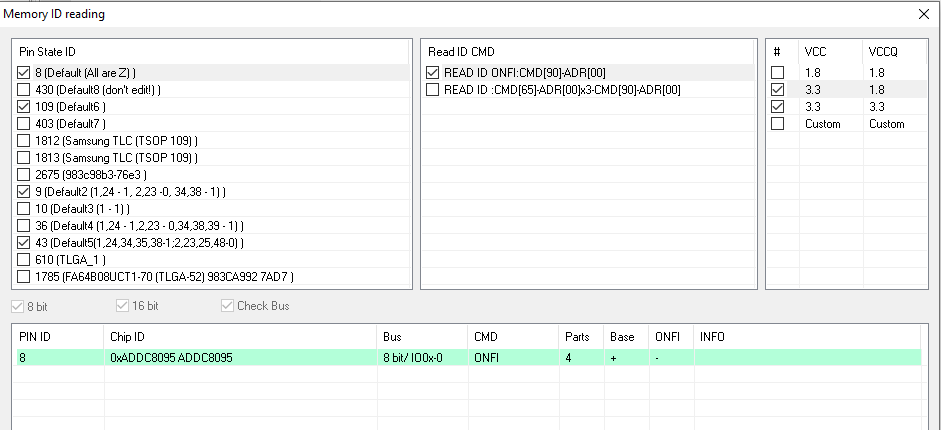 Memory ID reading
Pin State ID
8 (Default (All are Z) )
430 (Default8 (don't edit!) )
109 (Default6 )
403 (Default7 )
1812 (Samsung TLC (TSOP 109) )
1813 (Samsung TLC (TSOP 109) )
2675 (983c98b3-76e3 )
9 (Default2 (1,24 - 1, 2,23 -0, 34,38 - 1) )
10 (Default3 (1 - 1) )
36 (Default4 (1,24 - 1,2,23 - 0,34,38,39 - 1) )
43 (Default5(1,24,34,35,38-1;2,23,25,48-0) )
610 (TLGA_1 )
1785 (FA64B08UCT1-70 (TLGA-52) 983CA992 7AD7 )
Read ID CMD
READ ID ONFI:CMD[90]-ADR[00]
READ ID :CMD[65]-ADR[00]x3-CMD[90]-ADR[00]
# VCC VCCQ
1.8 1.8
3.3 1.8
3.3 3.3
Custom Custom
8 bit 16 bit Check Bus
PIN ID Chip ID Bus CMD Parts Base ONFI INFO
8 0xADDC8095 ADDC8095 8 bit/ IO0x-0 ONFI 4 + -